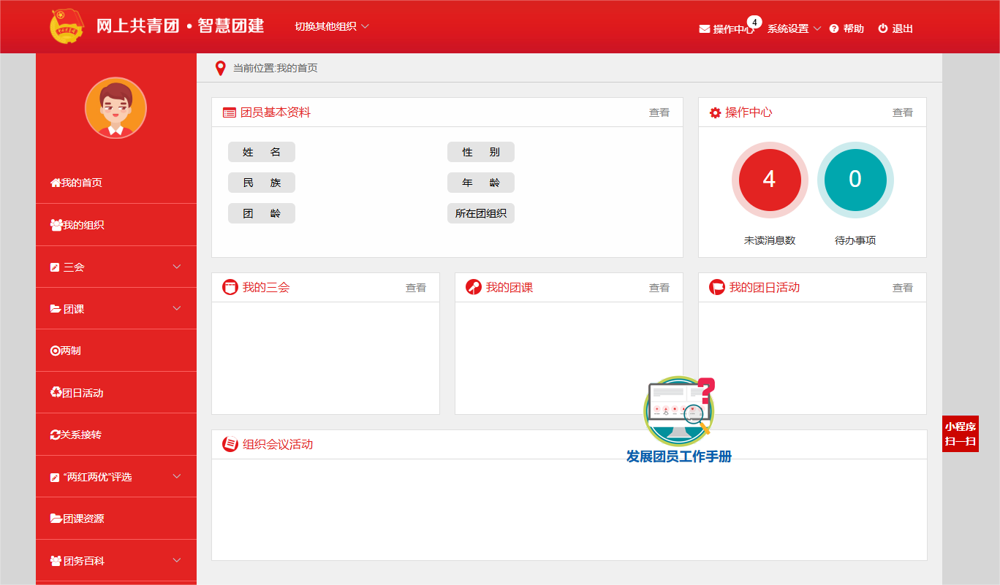 网上共青团·智慧团建
切换其他组织
操作中心 4
系统设置
帮助
退出
当前位置:我的首页
我的首页
我的组织
三会
团课
两制
团日活动
关系接转
“两红两优”评选
团课资源
团务百科
团员基本资料 查看
姓 名
性 别
民 族
年 龄
团 龄
所在团组织
操作中心 查看
4
0
未读消息数
待办事项
我的三会 查看
我的团课 查看
我的团日活动 查看
组织会议活动
?
发展团员工作手册
小程序
扫一扫